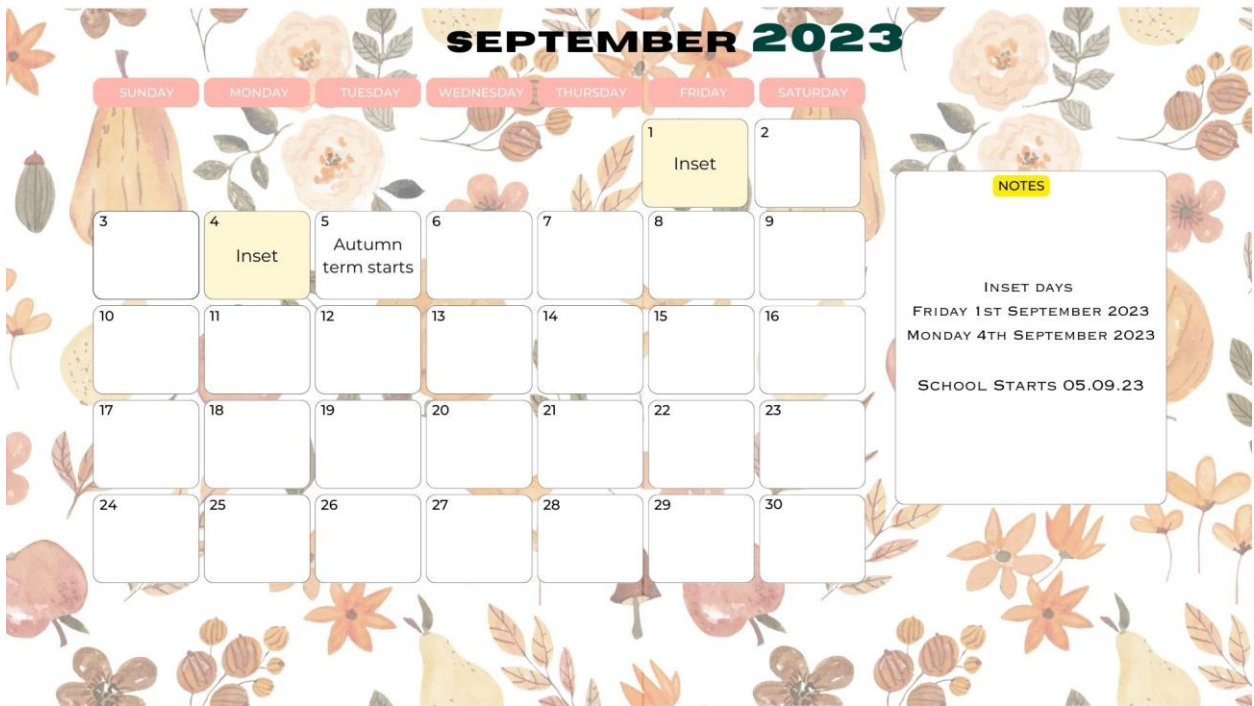 SEPTEMBER 2023
SUNDAY MONDAY TUESDAY WEDNESDAY THURSDAY FRIDAY SATURDAY
1 2
Inset
3 4 5 6 7 8 9
Inset
Autumn
term starts
10 11 12 13 14 15 16
17 18 19 20 21 22 23
24 25 26 27 28 29 30
NOTES
INSET DAYS
FRIDAY 1ST SEPTEMBER 2023
MONDAY 4TH SEPTEMBER 2023
SCHOOL STARTS 05.09.23